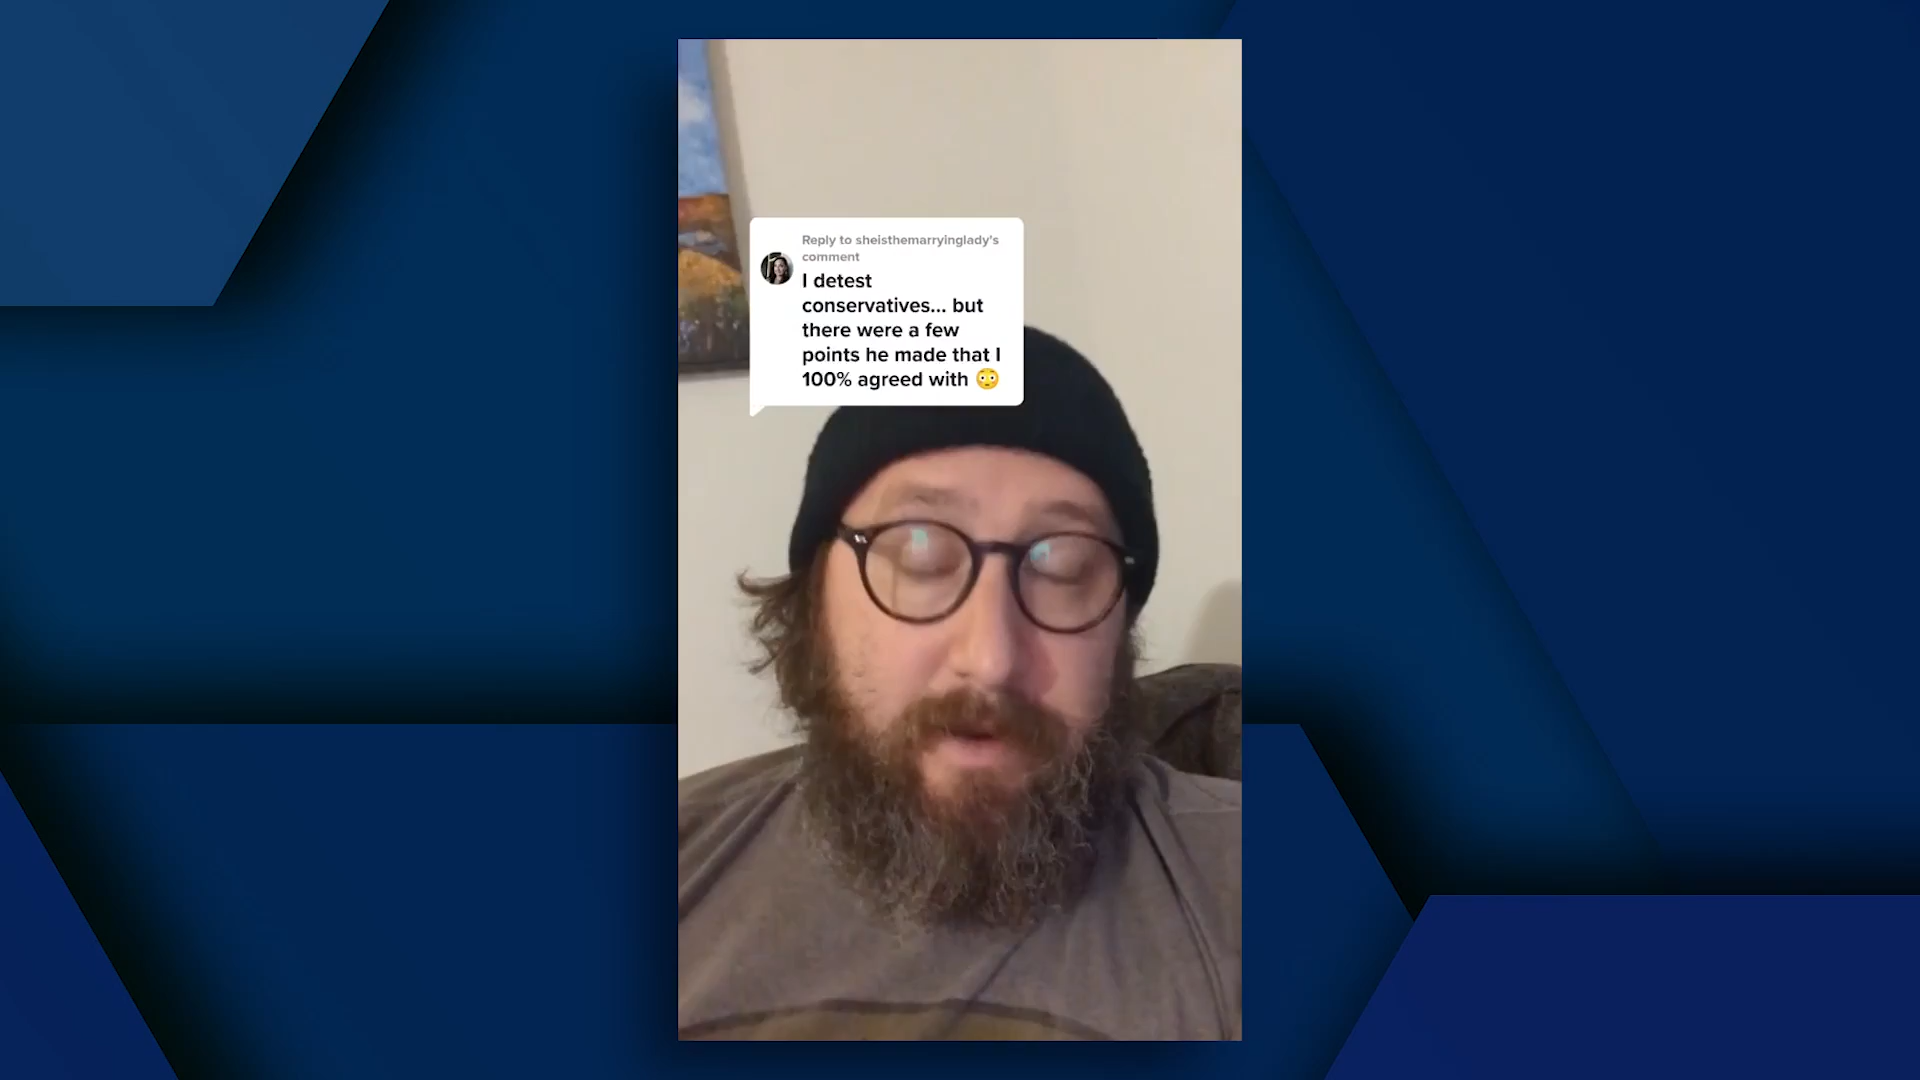 Reply to sheisthemarryinglady's
comment
I detest
conservatives... but
there were a few
points he made that I
100% agreed with 😳